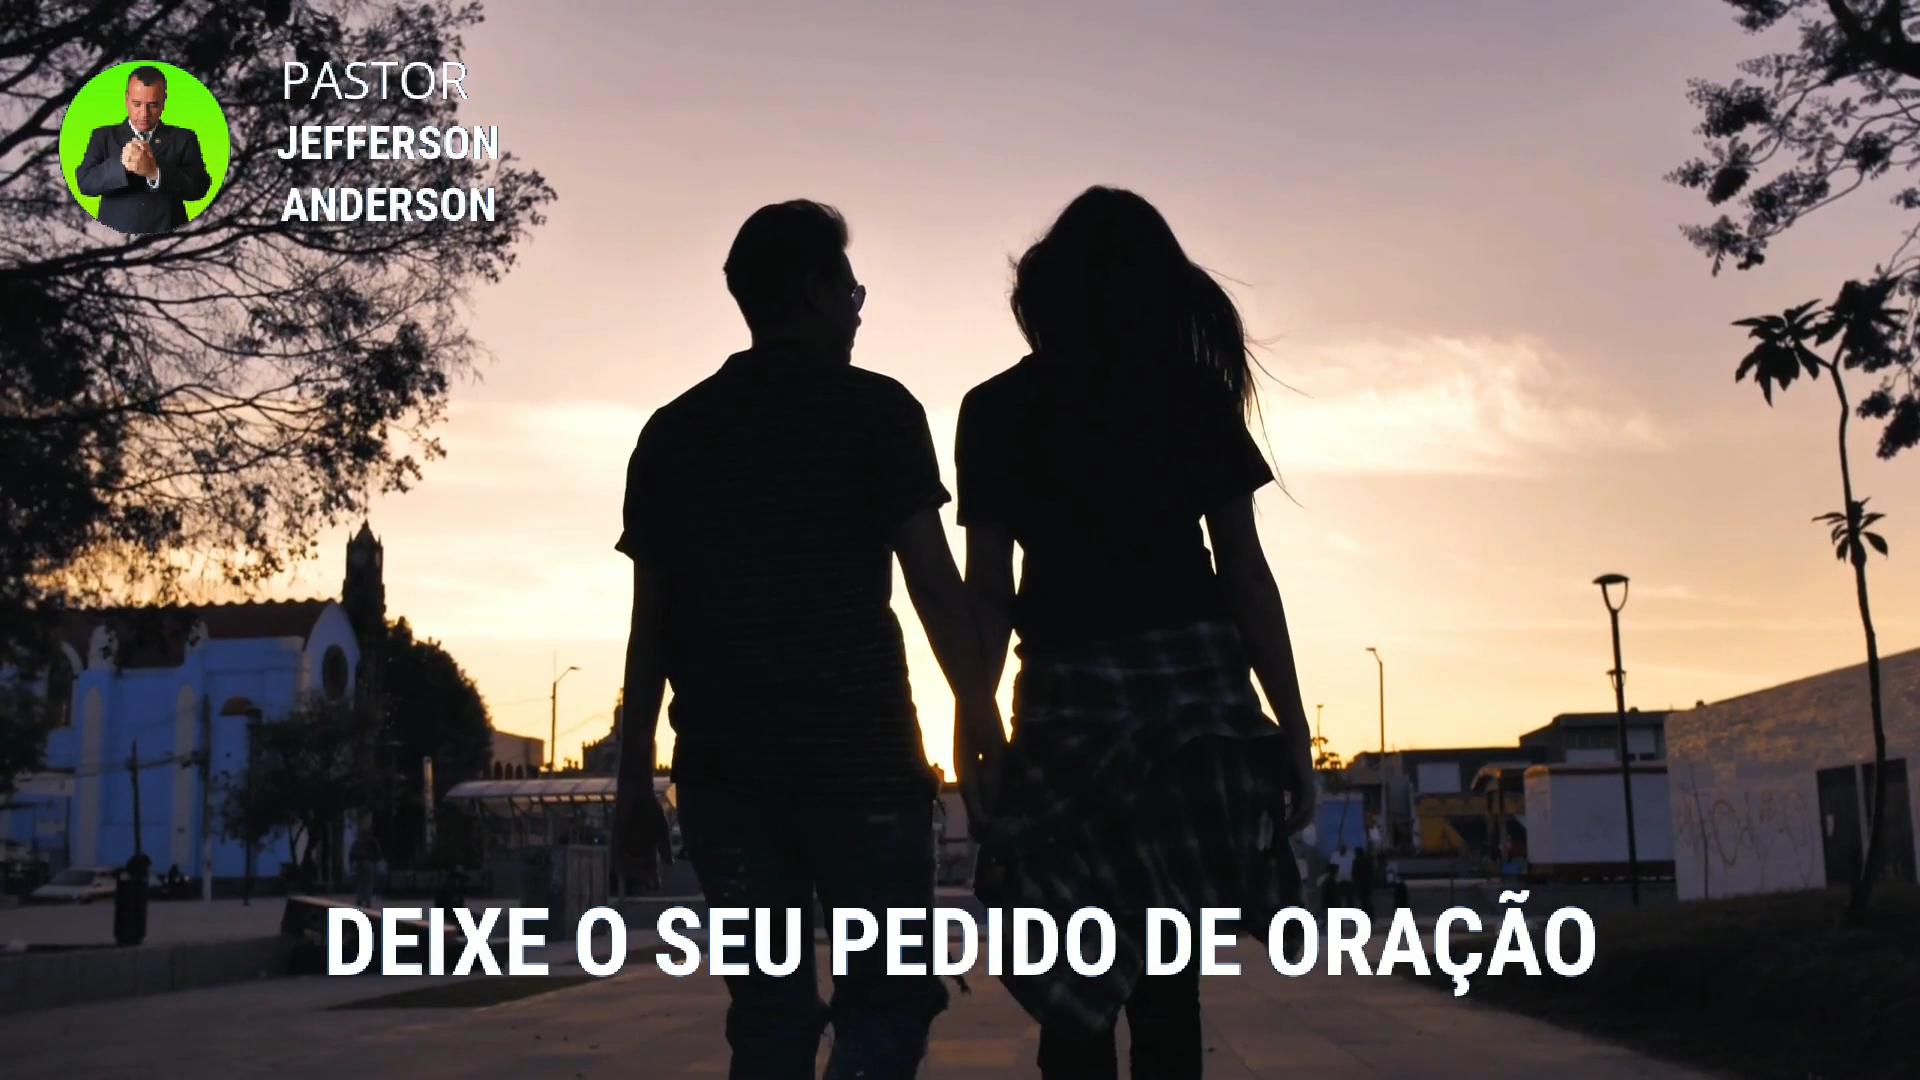 PASTOR
JEFFERSON
ANDERSON
DEIXE O SEU PEDIDO DE ORAÇÃO